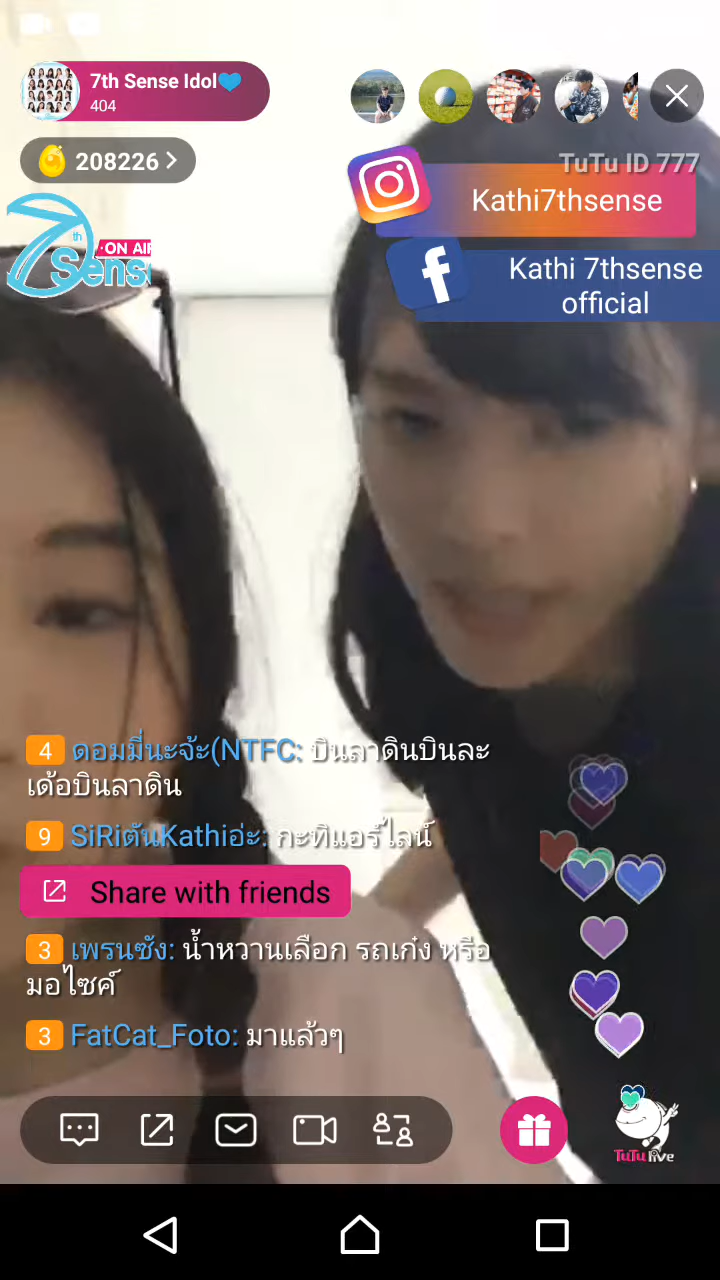 7th Sense Idol💙
404
208226
TuTu ID 777
Kathi7thsense
7th
Sense
ON AIR
Kathi 7thsense
official
4 ดอมมี่นะจ้ะ(NTFC: บินลาดินบินละ
เด้อบินลาดิน
9 SiRiตันKathiอ่ะ: กะทิแอร์ไลน์
Share with friends
3 เพรนซัง: น้ำหวานเลือก รถเก๋ง หรือ
มอไซค์
3 FatCat_Foto: มาแล้วๆ
TuTu live